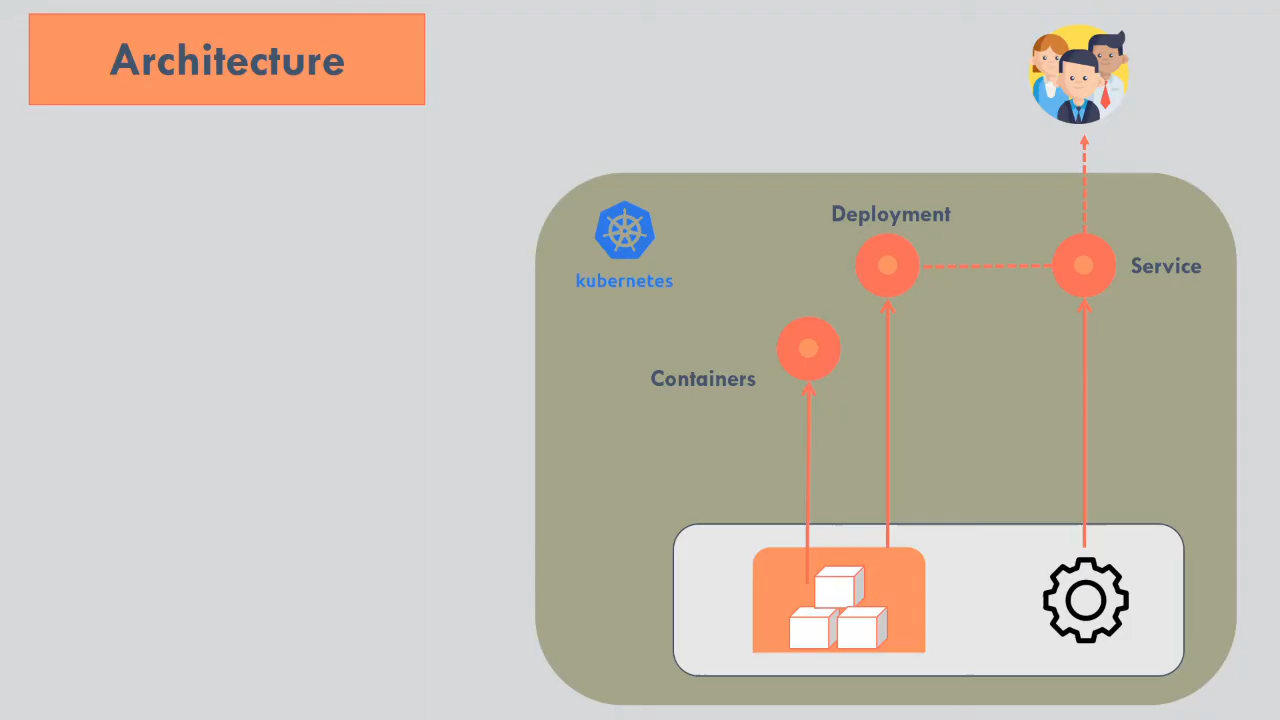 Architecture
Deployment
Service
kubernetes
Containers